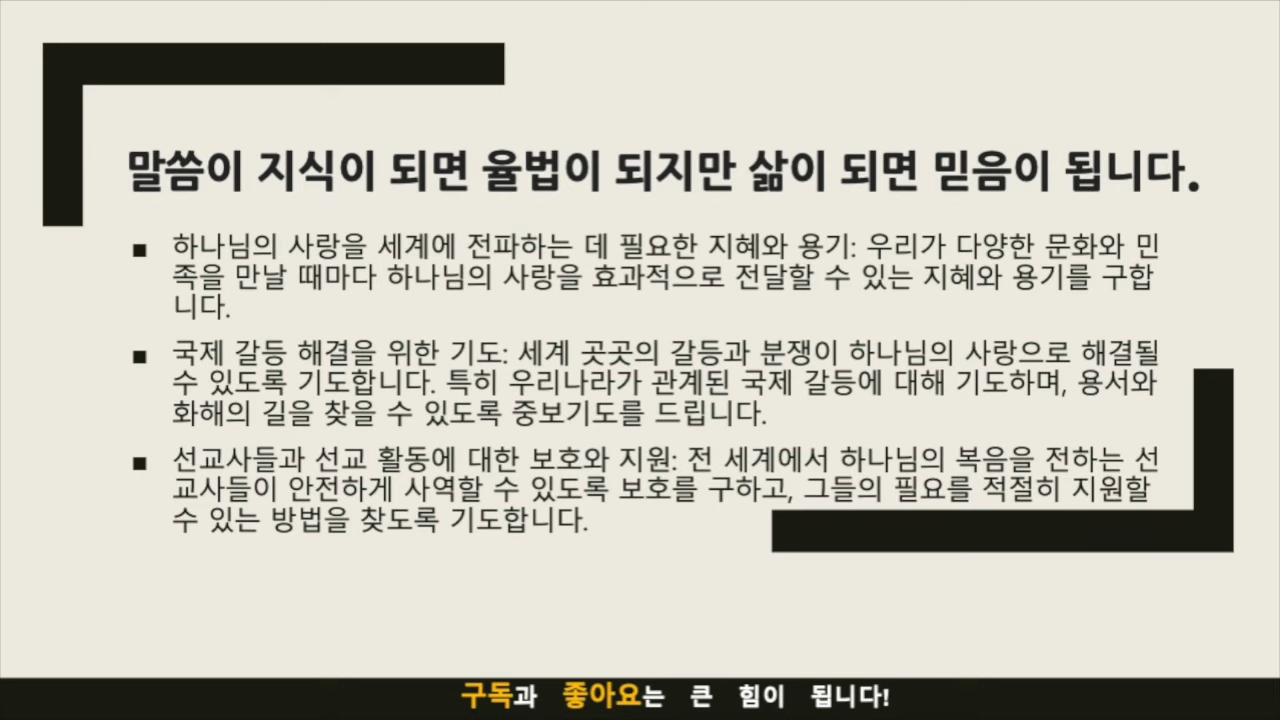 말씀이 지식이 되면 율법이 되지만 삶이 되면 믿음이 됩니다.
■ 하나님의 사랑을 세계에 전파하는 데 필요한 지혜와 용기: 우리가 다양한 문화와 민
족을 만날 때마다 하나님의 사랑을 효과적으로 전달할 수 있는 지혜와 용기를 구합
니다.
■ 국제 갈등 해결을 위한 기도: 세계 곳곳의 갈등과 분쟁이 하나님의 사랑으로 해결될
수 있도록 기도합니다. 특히 우리나라가 관계된 국제 갈등에 대해 기도하며, 용서와
화해의 길을 찾을 수 있도록 중보기도를 드립니다.
■ 선교사들과 선교 활동에 대한 보호와 지원: 전 세계에서 하나님의 복음을 전하는 선
교사들이 안전하게 사역할 수 있도록 보호를 구하고, 그들의 필요를 적절히 지원할
수 있는 방법을 찾도록 기도합니다.
구독과 좋아요는 큰 힘이 됩니다!